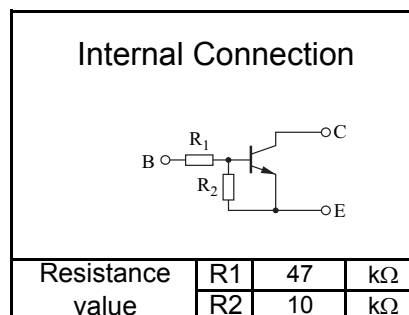 Internal Connection
C
R₁
B
R₂
E
Resistance value R1 47 kΩ
R2 10 kΩ